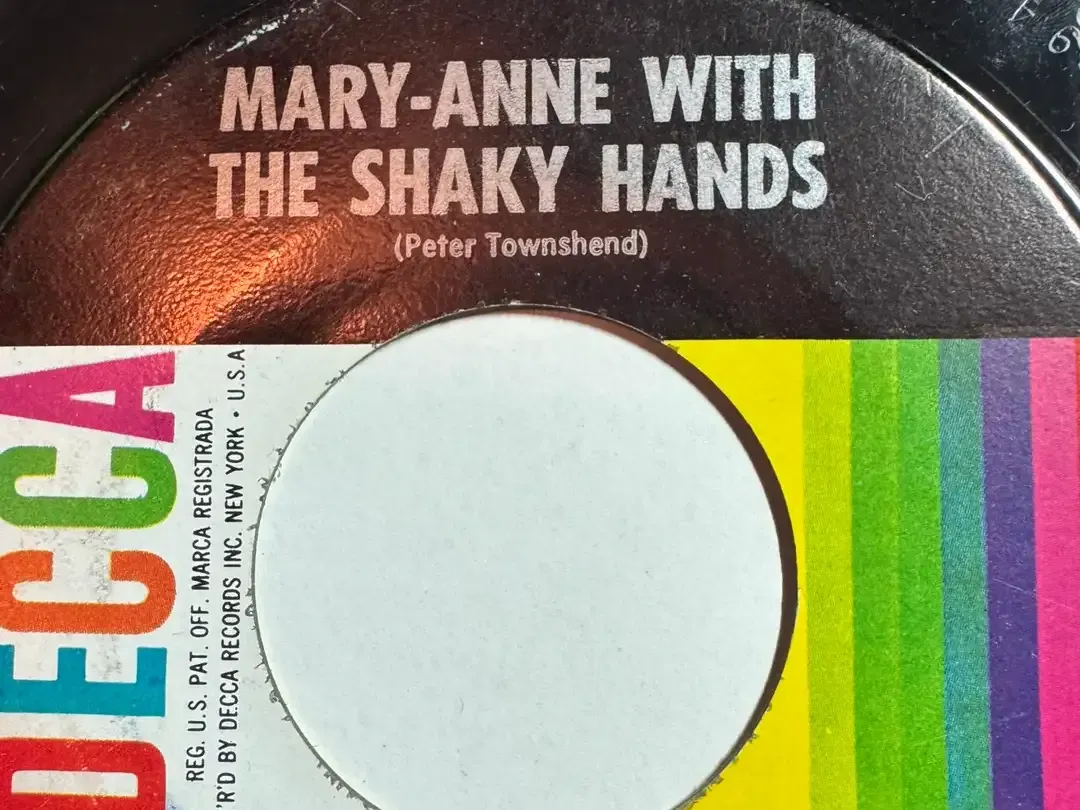 MARY-ANNE WITH
THE SHAKY HANDS
(Peter Townshend)
DECCA
REG. U.S. PAT. OFF. MARCA REGISTRADA
'R'D BY DECCA RECORDS INC. NEW YORK • U.S.A